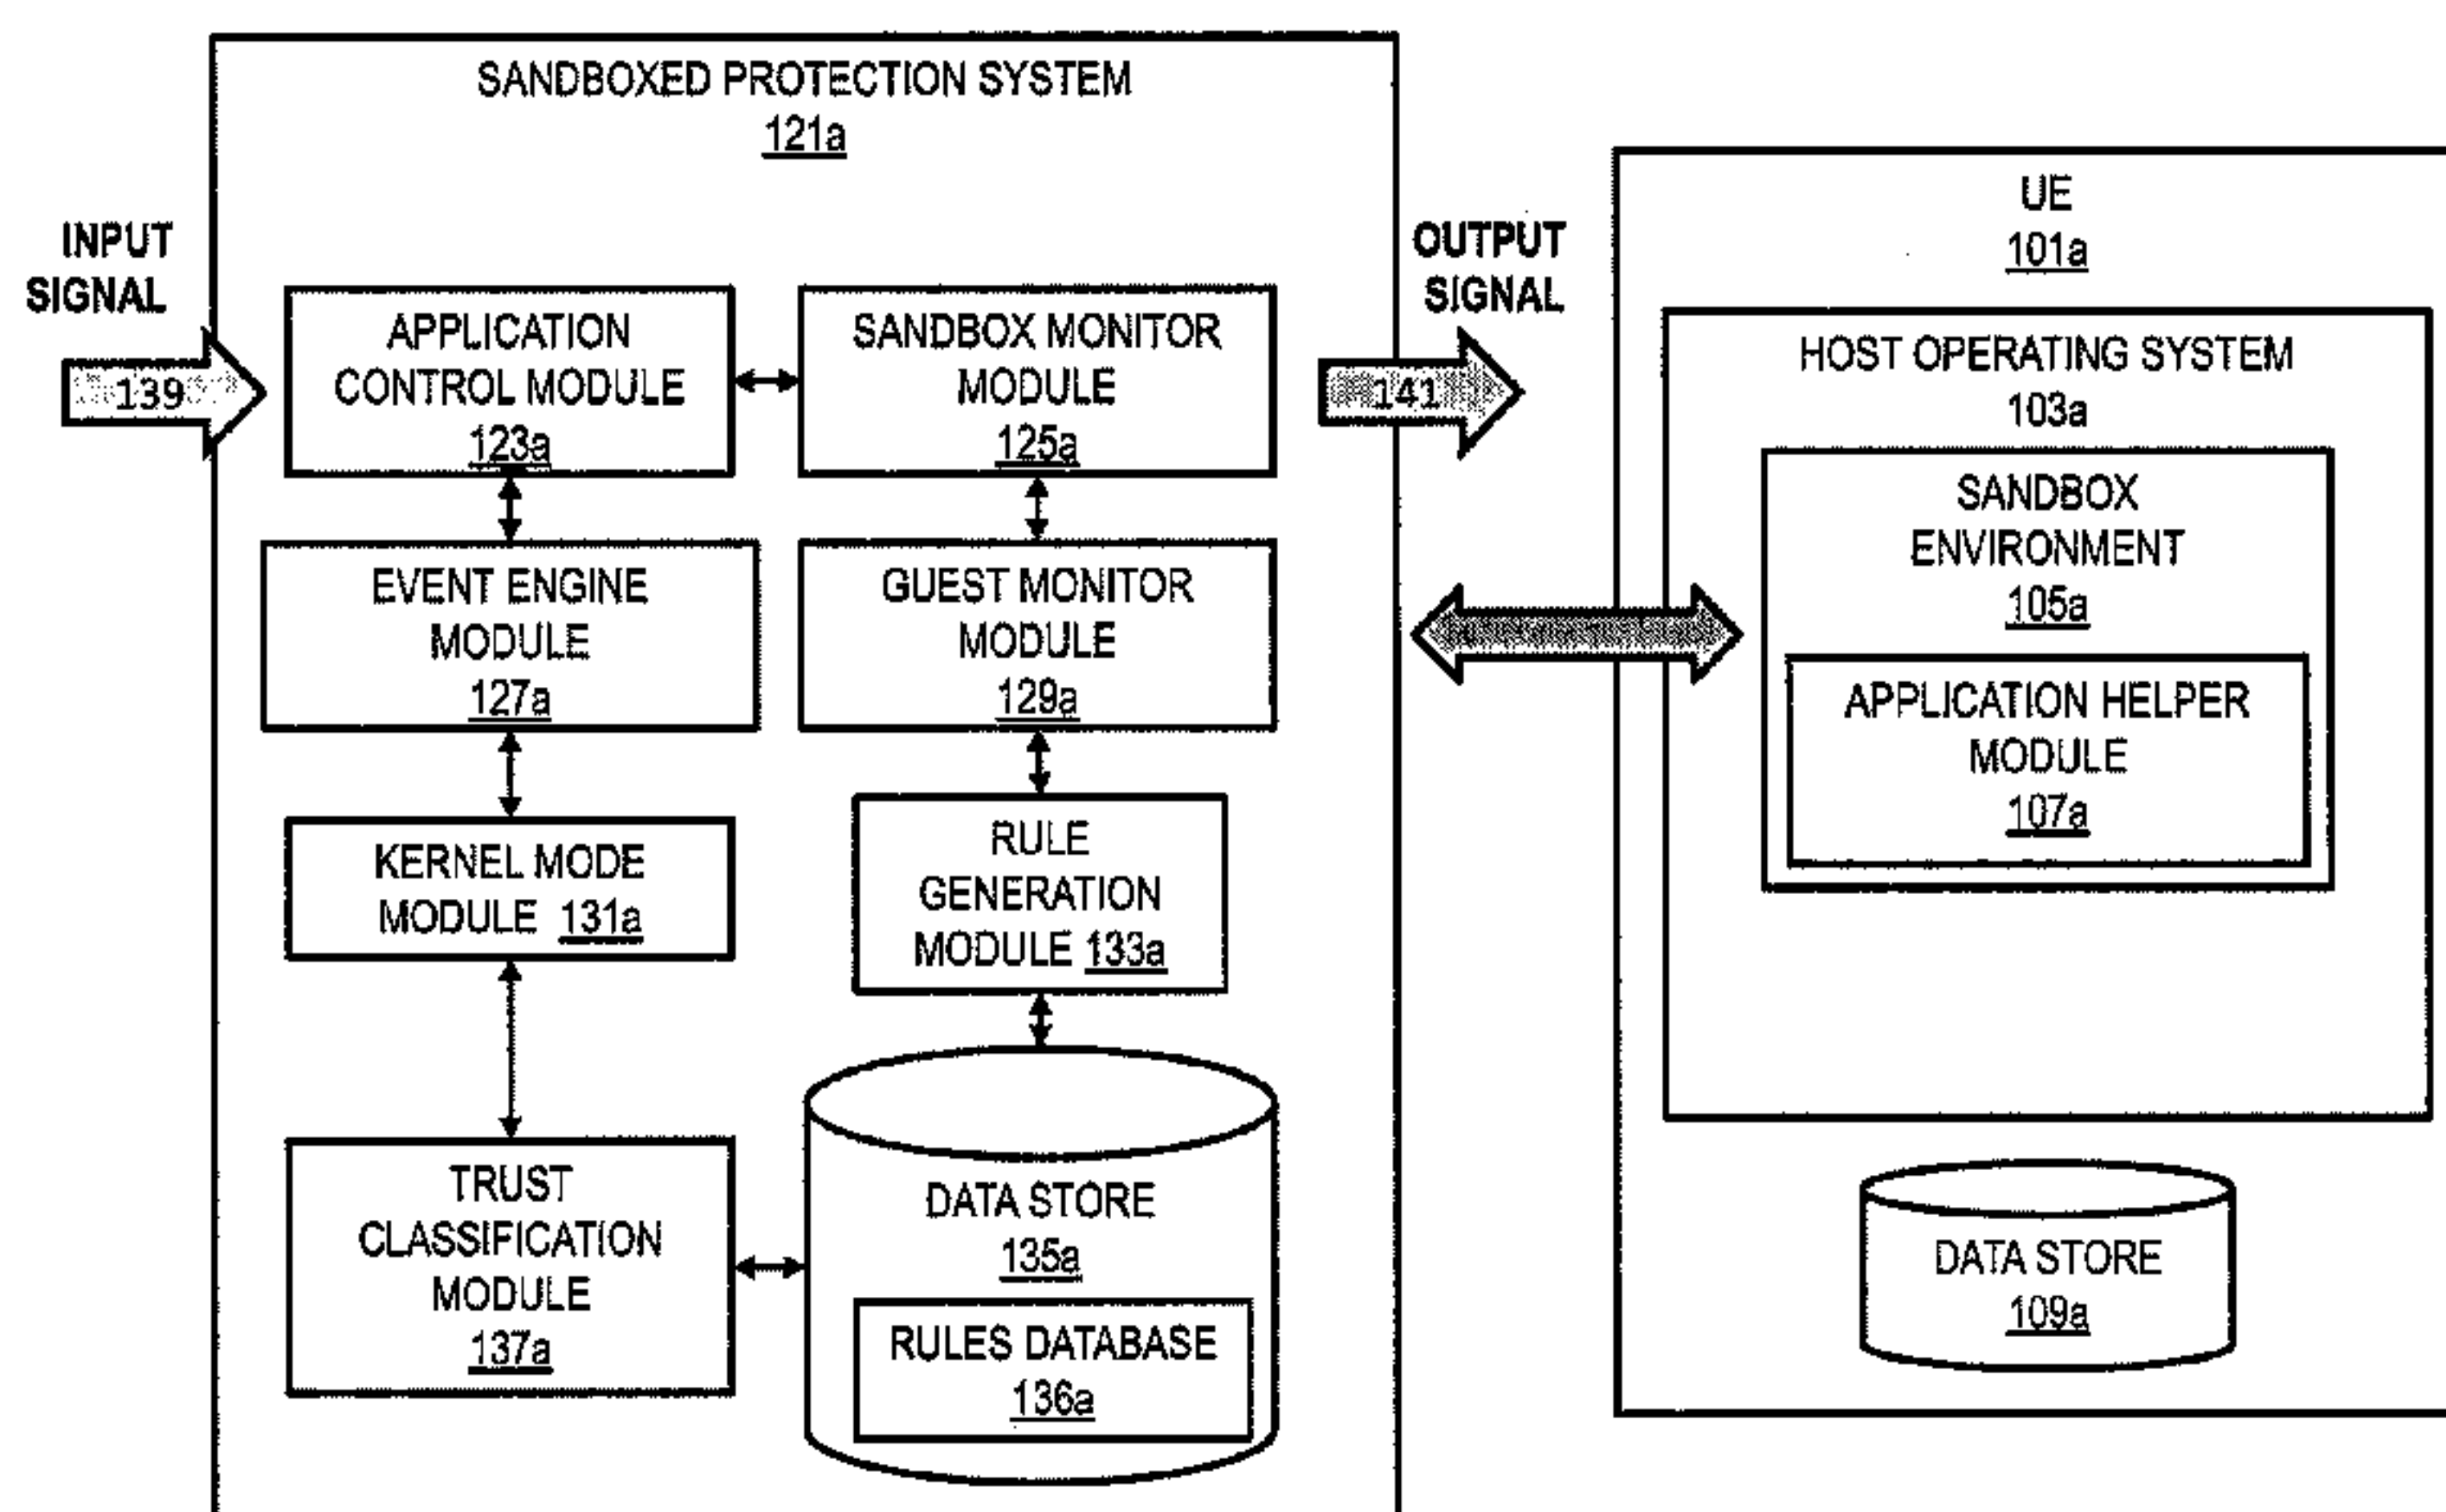 SANDBOXED PROTECTION SYSTEM
121a
INPUT
SIGNAL
139
APPLICATION
CONTROL MODULE
123a
SANDBOX MONITOR
MODULE
125a
EVENT ENGINE
MODULE
127a
GUEST MONITOR
MODULE
129a
KERNEL MODE
MODULE 131a
RULE
GENERATION
MODULE 133a
TRUST
CLASSIFICATION
MODULE
137a
DATA STORE
135a
RULES DATABASE
136a
OUTPUT
SIGNAL
141
UE
101a
HOST OPERATING SYSTEM
103a
SANDBOX
ENVIRONMENT
105a
APPLICATION HELPER
MODULE
107a
DATA STORE
109a